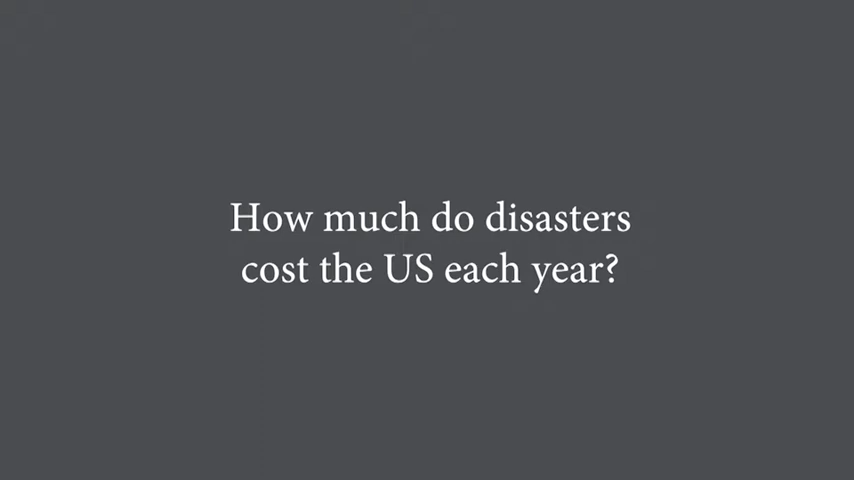 How much do disasters
cost the US each year?